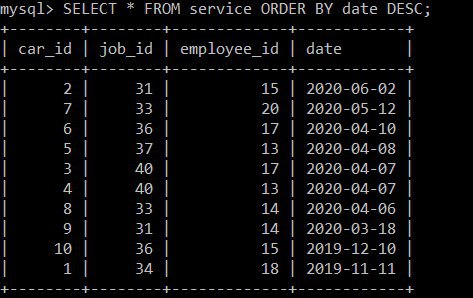 mysql> SELECT * FROM service ORDER BY date DESC;
+--------+--------+-------------+------------+
| car_id | job_id | employee_id | date       |
+--------+--------+-------------+------------+
|      2 |     31 |          15 | 2020-06-02 |
|      7 |     33 |          20 | 2020-05-12 |
|      6 |     36 |          17 | 2020-04-10 |
|      5 |     37 |          13 | 2020-04-08 |
|      3 |     40 |          17 | 2020-04-07 |
|      4 |     40 |          13 | 2020-04-07 |
|      8 |     33 |          14 | 2020-04-06 |
|      9 |     31 |          14 | 2020-03-18 |
|     10 |     36 |          15 | 2019-12-10 |
|      1 |     34 |          18 | 2019-11-11 |
+--------+--------+-------------+------------+